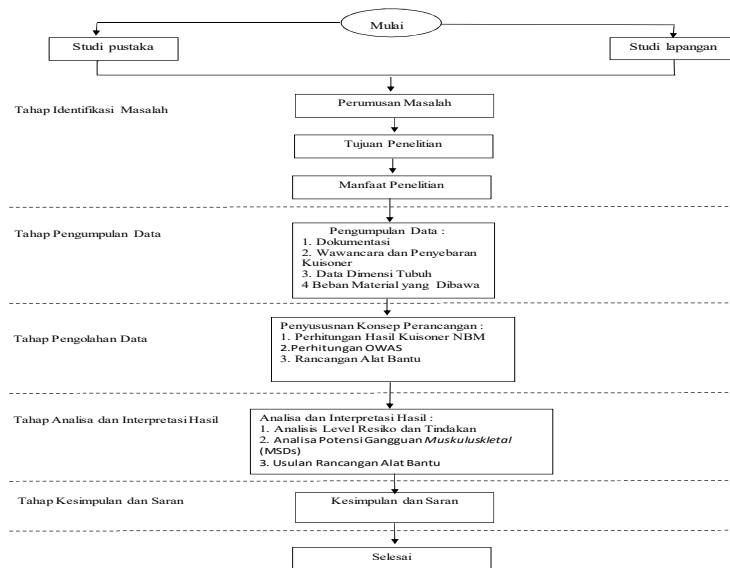 Mulai
Studi pustaka
Studi lapangan
Tahap Identifikasi Masalah
Perumusan Masalah
Tujuan Penelitian
Manfaat Penelitian
Tahap Pengumpulan Data
Pengumpulan Data :
1. Dokumentasi
2. Wawancara dan Penyebaran
Kuisoner
3. Data Dimensi Tubuh
4 Beban Material yang Dibawa
Tahap Pengolahan Data
Penyususnan Konsep Perancangan :
1. Perhitungan Hasil Kuisoner NBM
2.Perhitungan OWAS
3. Rancangan Alat Bantu
Tahap Analisa dan Interpretasi Hasil
Analisa dan Interpretasi Hasil :
1. Analisis Level Resiko dan Tindakan
2. Analisa Potensi Gangguan Muskuluskletal
(MSDs)
3. Usulan Rancangan Alat Bantu
Tahap Kesimpulan dan Saran
Kesimpulan dan Saran
Selesai